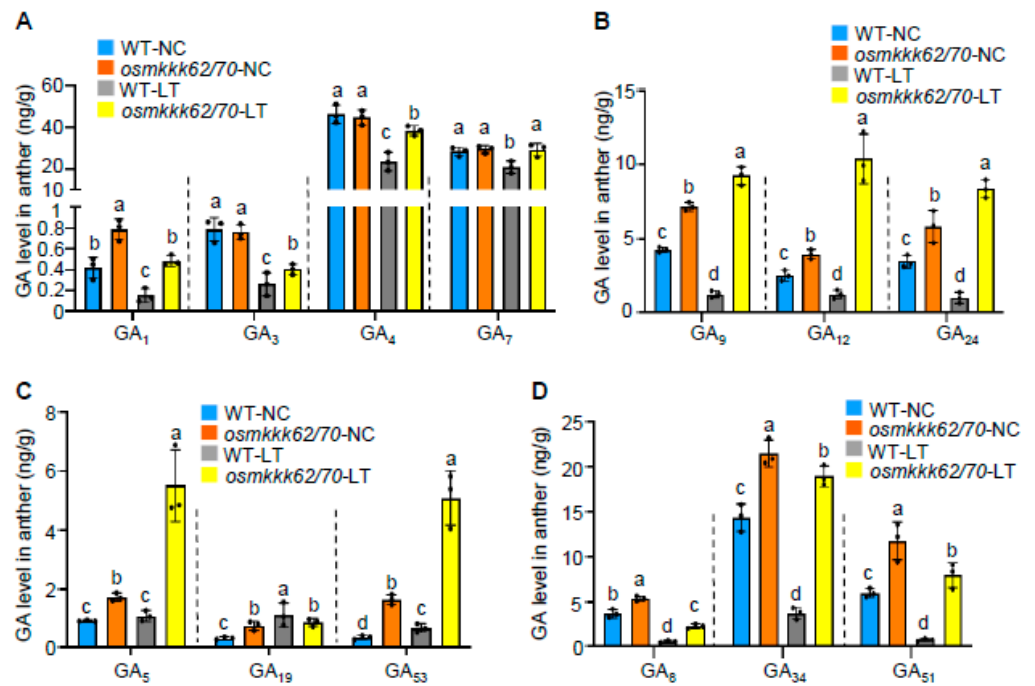 A
WT-NC
osmkkk62/70-NC
WT-LT
osmkkk62/70-LT
GA level in anther (ng/g)
60
40
20
10
1
0.8
0.6
0.4
0.2
0
b a c b
a a b b
a a c b
a a b a
GA₁ GA₃ GA₄ GA₇
B
WT-NC
osmkkk62/70-NC
WT-LT
osmkkk62/70-LT
GA level in anther (ng/g)
15
10
5
0
c b d a
c b d a
c b d a
GA₉ GA₁₂ GA₂₄
C
WT-NC
osmkkk62/70-NC
WT-LT
osmkkk62/70-LT
GA level in anther (ng/g)
8
6
4
2
0
c b c a
c b a b
d b c a
GA₅ GA₁₉ GA₅₃
D
WT-NC
osmkkk62/70-NC
WT-LT
osmkkk62/70-LT
GA level in anther (ng/g)
25
20
15
10
5
0
b a d c
c a d b
c a d b
GA₈ GA₃₄ GA₅₁